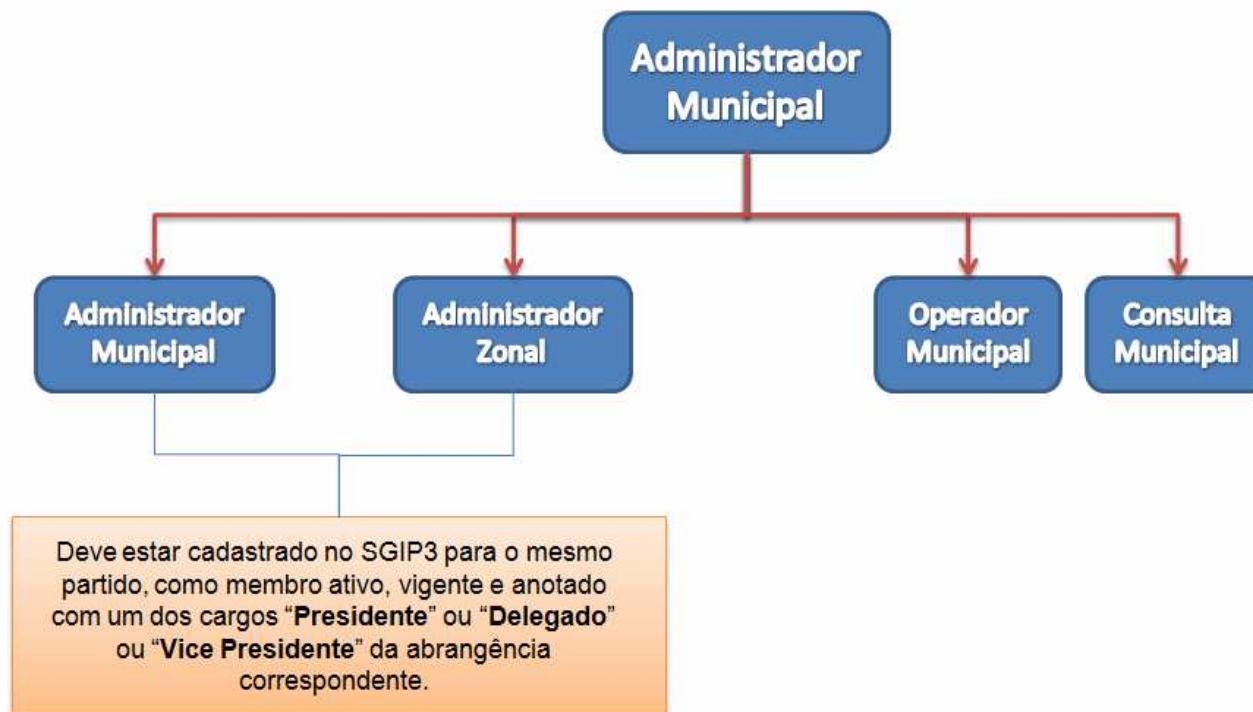 Administrador
Municipal
Administrador
Municipal
Administrador
Zonal
Operador
Municipal
Consulta
Municipal
Deve estar cadastrado no SGIP3 para o mesmo
partido, como membro ativo, vigente e anotado
com um dos cargos “Presidente” ou “Delegado”
ou “Vice Presidente” da abrangência
correspondente.